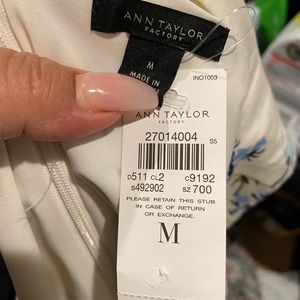 ANN TAYLOR
FACTORY
M
MADE IN
INO1003
ANN TAYLOR
FACTORY
27014004 S5
D511 CL2 C9192
S492902 SZ 700
PLEASE RETAIN THIS STUB
IN CASE OF RETURN
OR EXCHANGE.
M